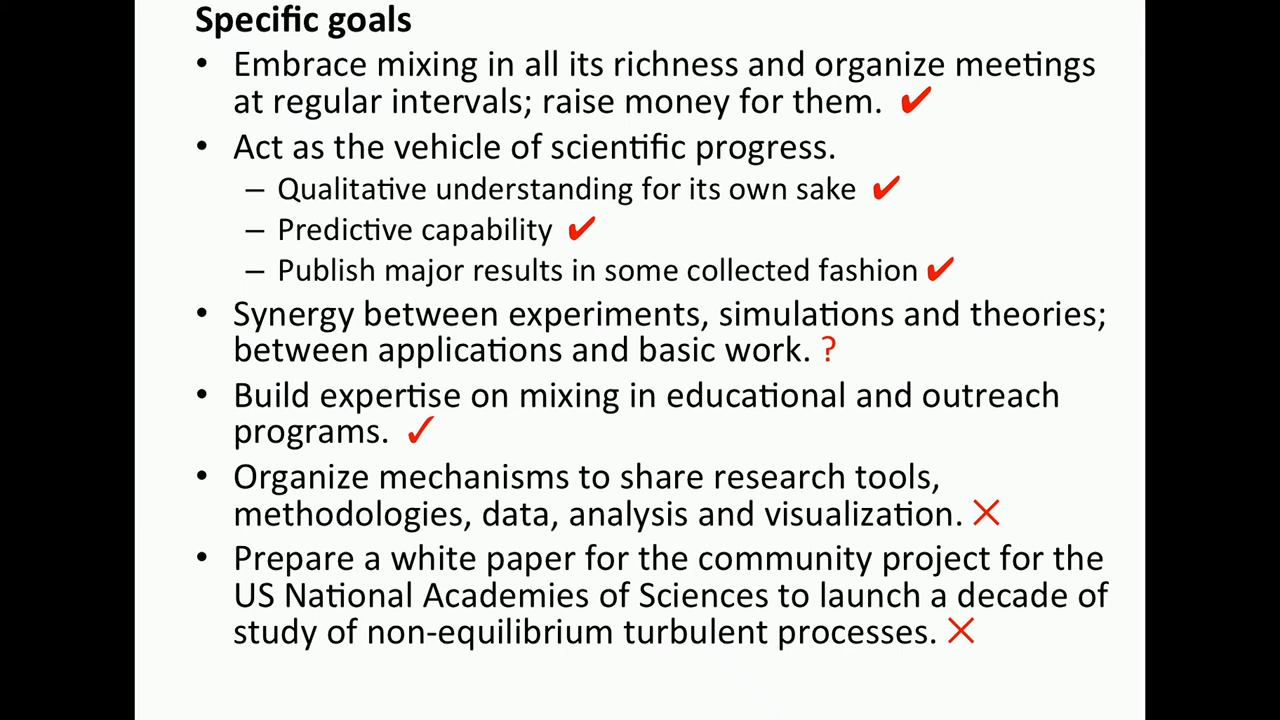 Specific goals
• Embrace mixing in all its richness and organize meetings
at regular intervals; raise money for them. ✔
• Act as the vehicle of scientific progress.
– Qualitative understanding for its own sake ✔
– Predictive capability ✔
– Publish major results in some collected fashion ✔
• Synergy between experiments, simulations and theories;
between applications and basic work. ?
• Build expertise on mixing in educational and outreach
programs. ✓
• Organize mechanisms to share research tools,
methodologies, data, analysis and visualization. ✕
• Prepare a white paper for the community project for the
US National Academies of Sciences to launch a decade of
study of non-equilibrium turbulent processes. ✕